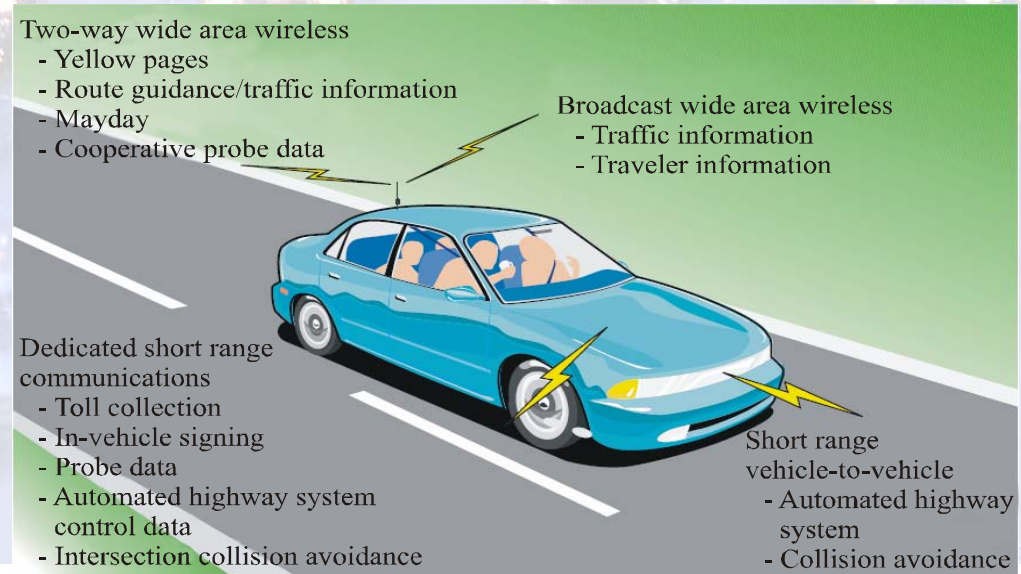 Two-way wide area wireless
- Yellow pages
- Route guidance/traffic information
- Mayday
- Cooperative probe data
Broadcast wide area wireless
- Traffic information
- Traveler information
Dedicated short range
communications
- Toll collection
- In-vehicle signing
- Probe data
- Automated highway system
control data
- Intersection collision avoidance
Short range
vehicle-to-vehicle
- Automated highway
system
- Collision avoidance